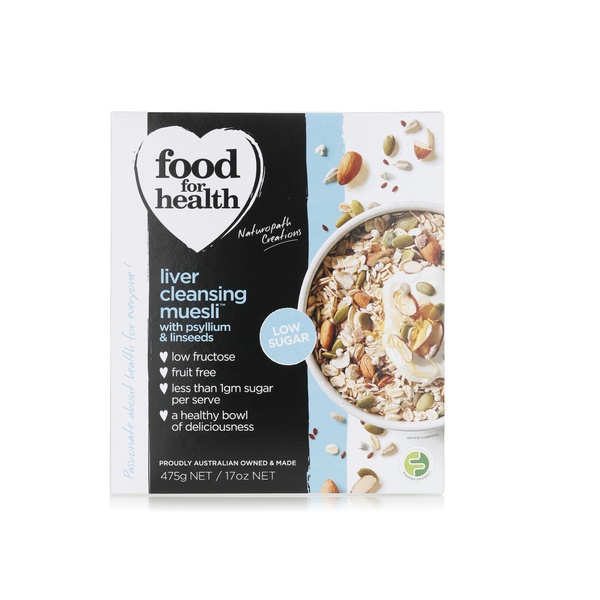 food
for
health
Naturopath
Creations
liver
cleansing
muesli™
with psyllium
& linseeds
LOW
SUGAR
low fructose
fruit free
less than 1gm sugar
per serve
a healthy bowl
of deliciousness
PROUDLY AUSTRALIAN OWNED & MADE
475g NET / 17oz NET
Passionate about health for everyone!